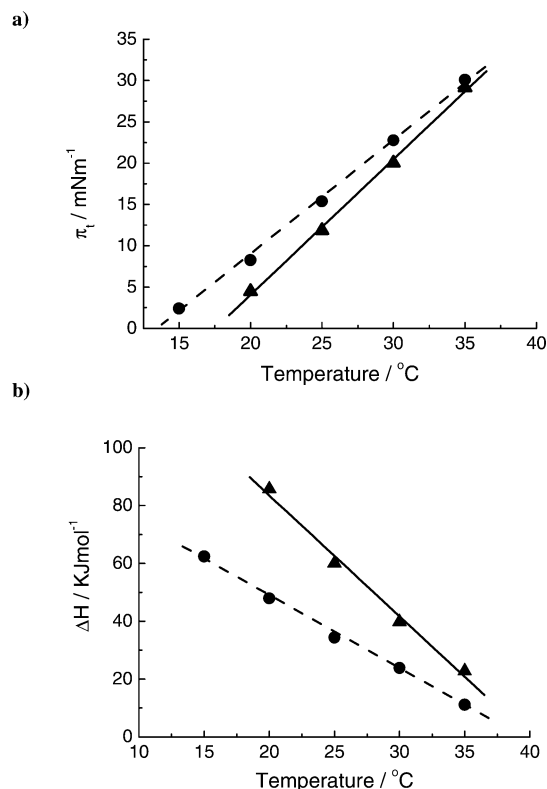 a)
35
30
25
20
15
10
5
0
π_t / mNm⁻¹
15 20 25 30 35 40
Temperature / °C
b)
100
80
60
40
20
0
ΔH / KJmol⁻¹
10 15 20 25 30 35 40
Temperature / °C